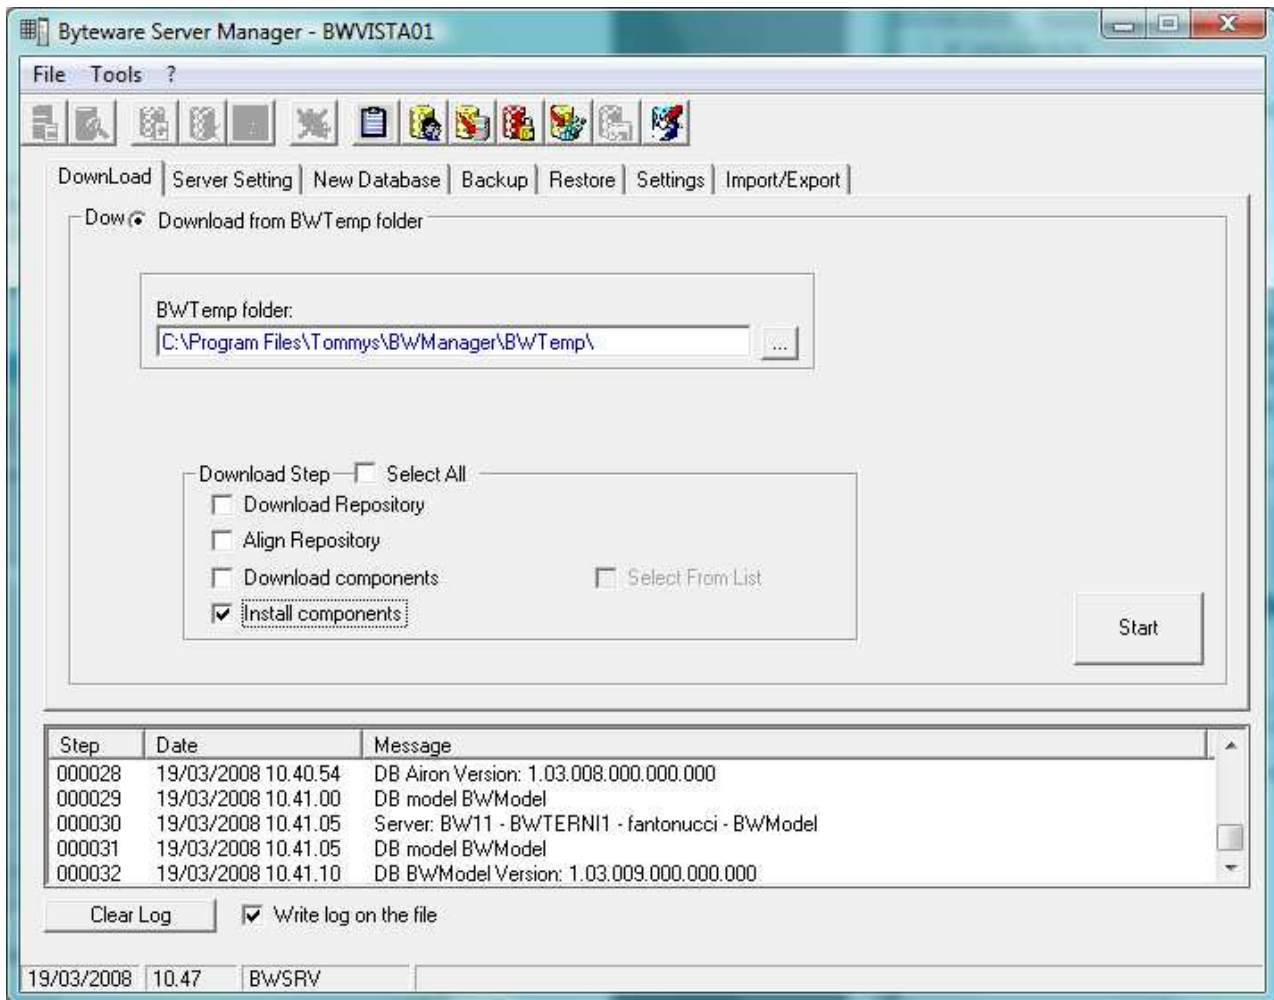 Byteware Server Manager - BWVISTA01
File Tools ?
DownLoad Server Setting New Database Backup Restore Settings Import/Export
Dow Download from BWTemp folder
BWTemp folder:
C:\Program Files\Tommys\BWManager\BWTemp\
...
Download Step Select All
Download Repository
Align Repository
Download components Select From List
Install components
Start
Step Date Message
000028 19/03/2008 10.40.54 DB Airon Version: 1.03.008.000.000.000
000029 19/03/2008 10.41.00 DB model BWModel
000030 19/03/2008 10.41.05 Server: BW11 - BWTERNI1 - fantonucci - BWModel
000031 19/03/2008 10.41.05 DB model BWModel
000032 19/03/2008 10.41.10 DB BWModel Version: 1.03.009.000.000.000
Clear Log Write log on the file
19/03/2008 10.47 BWSRV